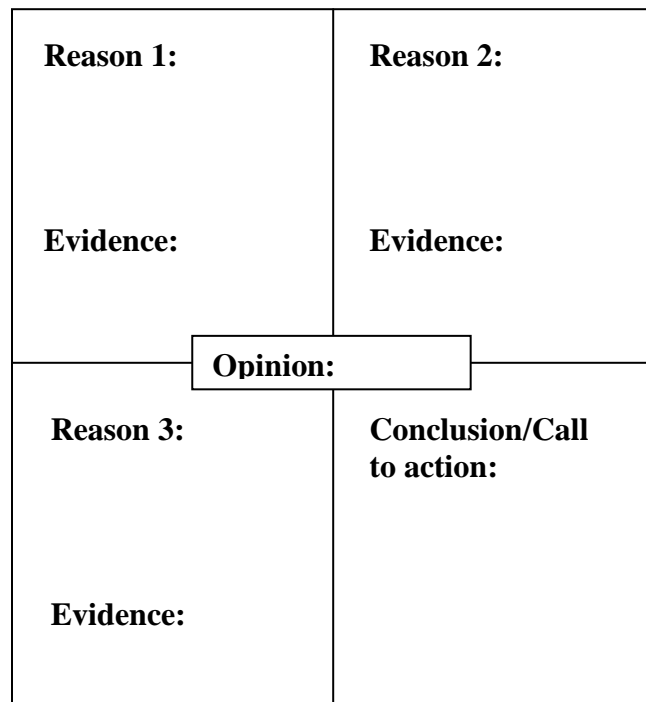 Reason 1:
Evidence:
Reason 2:
Evidence:
Opinion:
Reason 3:
Evidence:
Conclusion/Call
to action: